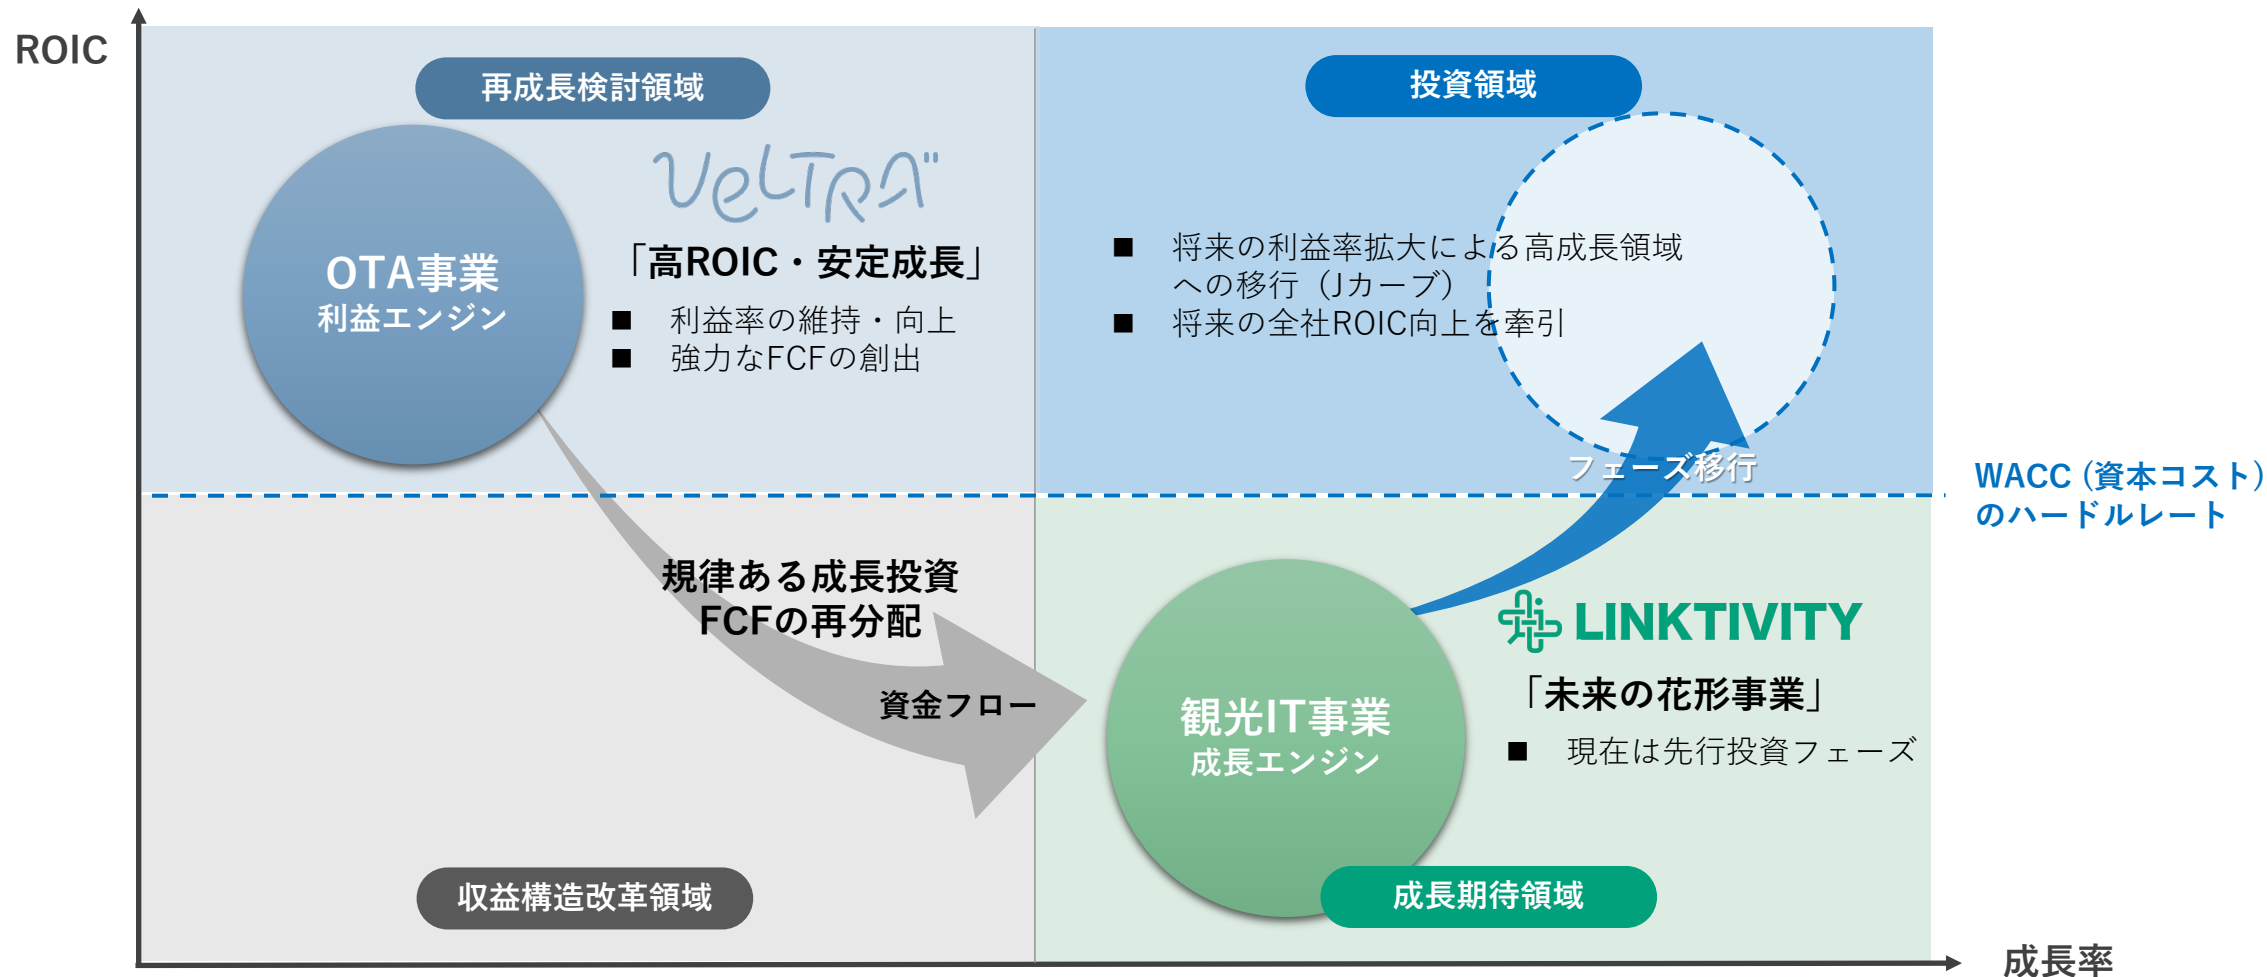 ROIC
再成長検討領域
投資領域
VELTRA
OTA事業
利益エンジン
「高ROIC・安定成長」
■ 利益率の維持・向上
■ 強力なFCFの創出
■ 将来の利益率拡大による高成長領域
への移行（Jカーブ）
■ 将来の全社ROIC向上を牽引
フェーズ移行
WACC (資本コスト)
のハードルレート
規律ある成長投資
FCFの再分配
資金フロー
LINKTIVITY
「未来の花形事業」
■ 現在は先行投資フェーズ
観光IT事業
成長エンジン
収益構造改革領域
成長期待領域
成長率